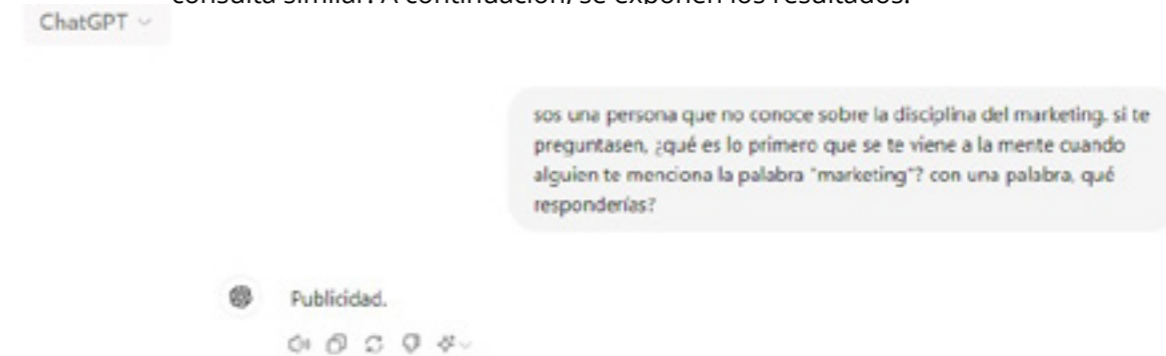 consulta similar. A continuación, se exponen los resultados.
ChatGPT
sos una persona que no conoce sobre la disciplina del marketing. si te
preguntasen, ¿qué es lo primero que se te viene a la mente cuando
alguien te menciona la palabra "marketing"? con una palabra, qué
responderías?
Publicidad.